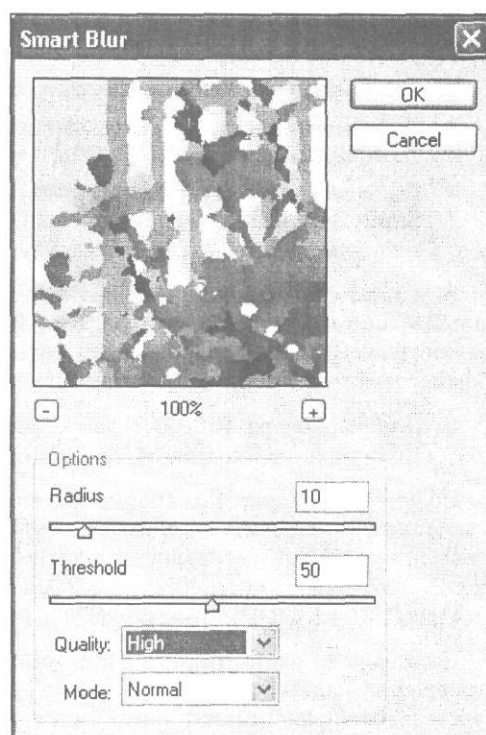 Smart Blur
OK
Cancel
- 100% +
Options
Radius 10
Threshold 50
Quality: High
Mode: Normal